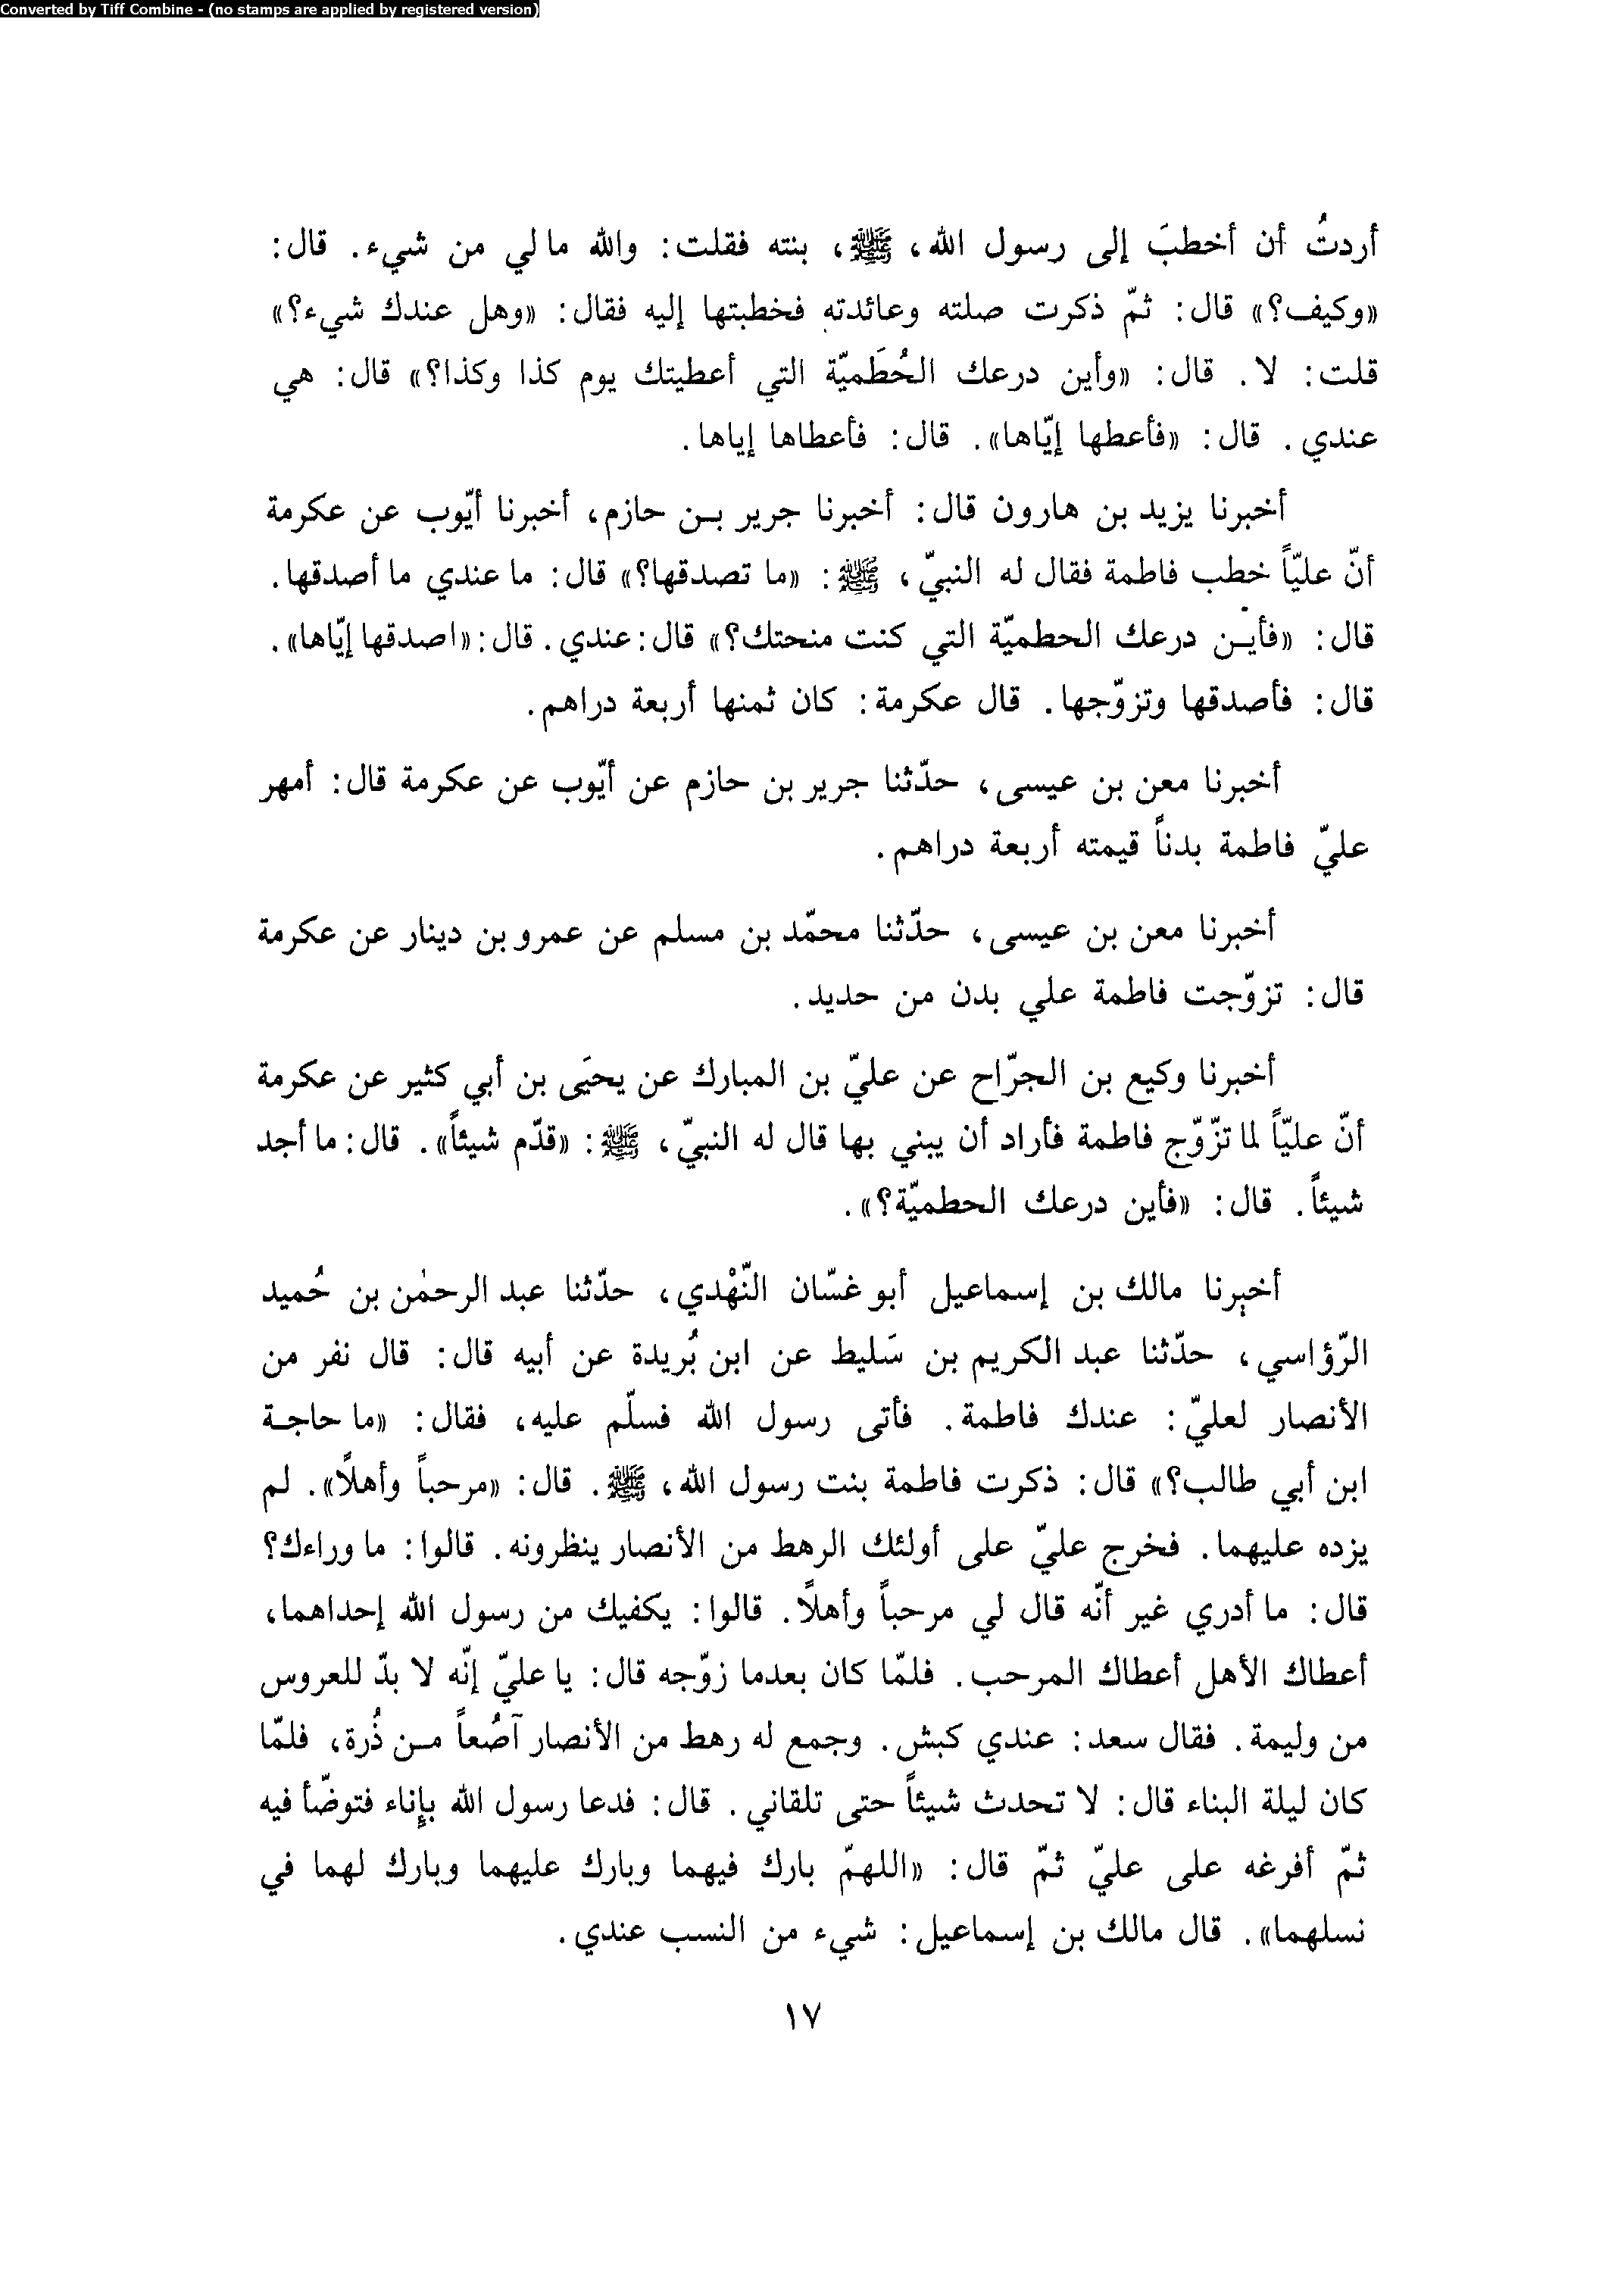 Converted by Tiff Combine - (no stamps are applied by registered version)
أردتُ أن أخطبَ إلى رسول الله، ﷺ، بنته فقلت: والله ما لي من شيء. قال:
«وكيف؟» قال: ثمّ ذكرت صلته وعائدته فخطبتها إليه فقال: «وهل عندك شيء؟»
قلت: لا. قال: «وأين درعك الحُطَميّة التي أعطيتك يوم كذا وكذا؟» قال: هي
عندي. قال: «فأعطها إيّاها». قال: فأعطاها إياها.
أخبرنا يزيد بن هارون قال: أخبرنا جرير بـن حازم، أخبرنا أيّوب عن عكرمة
أنّ عليّاً خطب فاطمة فقال له النبيّ، ﷺ: «ما تصدقها؟» قال: ما عندي ما أصدقها.
قال: «فأيـن درعك الحطميّة التي كنت منحتك؟» قال: عندي. قال: «اصدقها إيّاها».
قال: فأصدقها وتزوّجها. قال عكرمة: كان ثمنها أربعة دراهم.
أخبرنا معن بن عيسى، حدّثنا جرير بن حازم عن أيّوب عن عكرمة قال: أمهر
عليّ فاطمة بدناً قيمته أربعة دراهم.
أخبرنا معن بن عيسى، حدّثنا محمّد بن مسلم عن عمرو بن دينار عن عكرمة
قال: تزوّجت فاطمة علي بدن من حديد.
أخبرنا وكيع بن الجرّاح عن عليّ بن المبارك عن يحيَى بن أبي كثير عن عكرمة
أنّ عليّاً لما تزّوّج فاطمة فأراد أن يبني بها قال له النبيّ، ﷺ: «قدّم شيئاً». قال: ما أجد
شيئاً. قال: «فأين درعك الحطميّة؟».
أخبرنا مالك بن إسماعيل أبو غسّان النّهْدي، حدّثنا عبد الرحمٰن بن حُميد
الرّؤاسي، حدّثنا عبد الكريم بن سَليط عن ابن بُريدة عن أبيه قال: قال نفر من
الأنصار لعليّ: عندك فاطمة. فأتى رسول الله فسلّم عليه، فقال: «ما حاجـة
ابن أبي طالب؟» قال: ذكرت فاطمة بنت رسول الله، ﷺ. قال: «مرحباً وأهلاً». لم
يزده عليهما. فخرج عليّ على أولئك الرهط من الأنصار ينظرونه. قالوا: ما وراءك؟
قال: ما أدري غير أنّه قال لي مرحباً وأهلاً. قالوا: يكفيك من رسول الله إحداهما،
أعطاك الأهل أعطاك المرحب. فلمّا كان بعدما زوّجه قال: يا عليّ إنّه لا بدّ للعروس
من وليمة. فقال سعد: عندي كبش. وجمع له رهط من الأنصار آصُعاً مـن ذُرة، فلمّا
كان ليلة البناء قال: لا تحدث شيئاً حتى تلقاني. قال: فدعا رسول الله بإناء فتوضّأ فيه
ثمّ أفرغه على عليّ ثمّ قال: «اللهمّ بارك فيهما وبارك عليهما وبارك لهما في
نسلهما». قال مالك بن إسماعيل: شيء من النسب عندي.
١٧